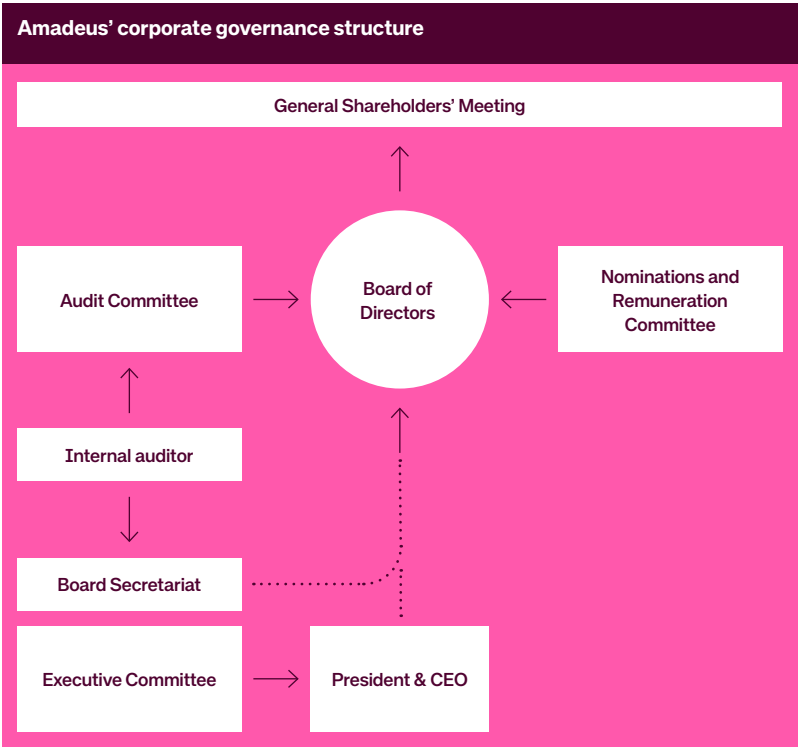 Amadeus’ corporate governance structure
General Shareholders’ Meeting
Audit Committee
Board of
Directors
Nominations and
Remuneration
Committee
Internal auditor
Board Secretariat
Executive Committee
President & CEO